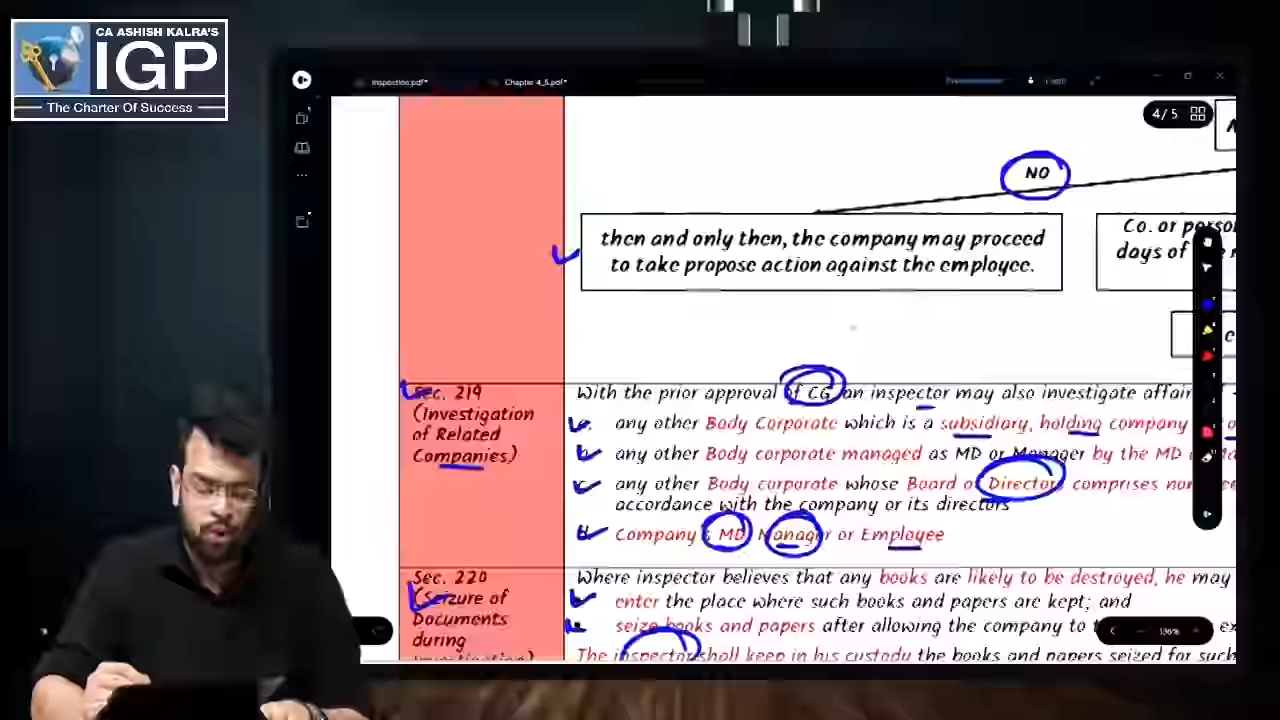 CA ASHISH KALRA'S
IGP
The Charter Of Success
Inspection.pdf*
Chapter 4_5.pdf*
4/5
NO
then and only then, the company may proceed
to take propose action against the employee.
Co. or
days of
Sec. 219
(Investigation
of Related
Companies)
With the prior approval of CG, an inspector may also investigate
any other Body Corporate which is a subsidiary, holding company
any other Body corporate managed as MD or Manager by the MD
any other Body corporate whose Board of Directors comprises
accordance with the company or its directors
Company's MD, Manager or Employee
Sec. 220
(Seizure of
Documents
during
Investigation)
Where inspector believes that any books are likely to be destroyed, he may
enter the place where such books and papers are kept; and
seize books and papers after allowing the company to
The inspector shall keep in his custody the books and papers seized for such
136%